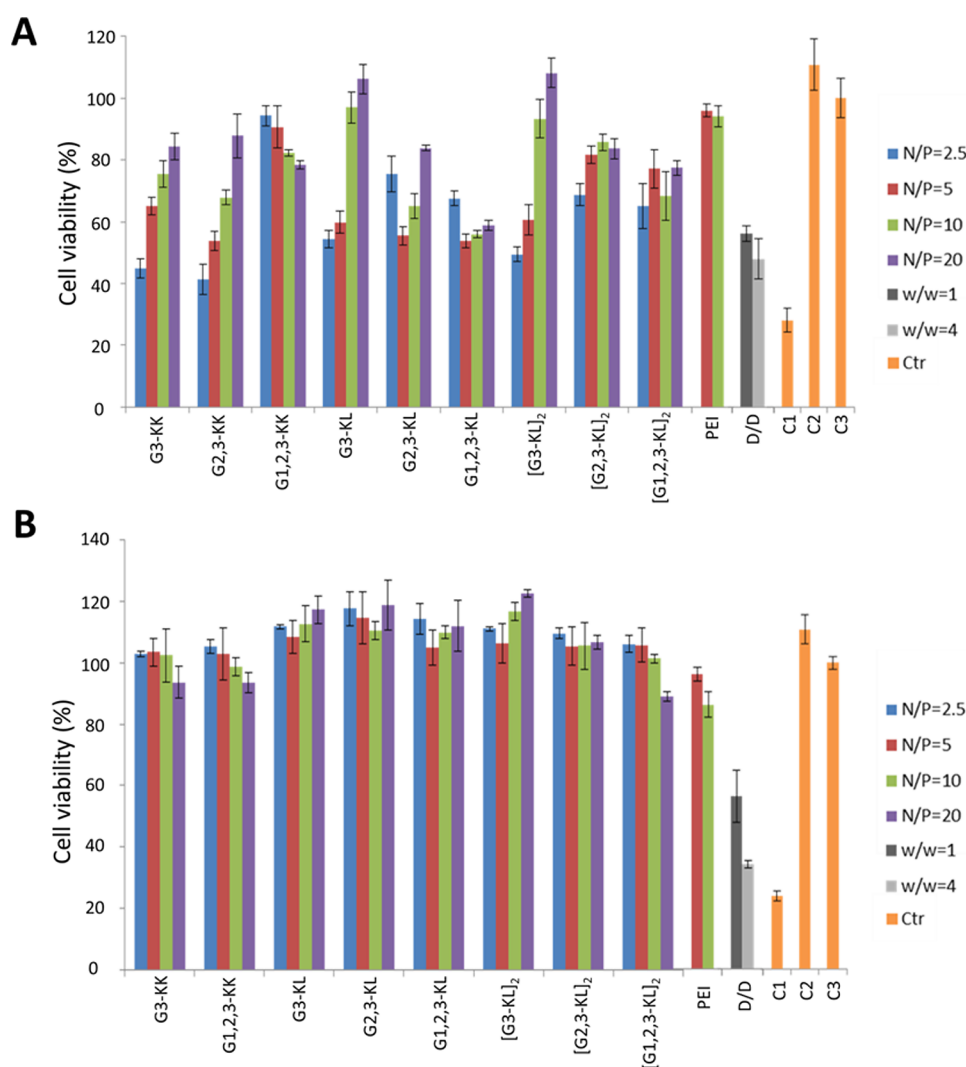 A
Cell viability (%)
120
100
80
60
40
20
0
G3-KK
G2,3-KK
G1,2,3-KK
G3-KL
G2,3-KL
G1,2,3-KL
[G3-KL]2
[G2,3-KL]2
[G1,2,3-KL]2
PEI
D/D
C1
C2
C3
N/P=2.5
N/P=5
N/P=10
N/P=20
w/w=1
w/w=4
Ctr
B
Cell viability (%)
140
120
100
80
60
40
20
0
G3-KK
G1,2,3-KK
G3-KL
G2,3-KL
G1,2,3-KL
[G3-KL]2
[G2,3-KL]2
[G1,2,3-KL]2
PEI
D/D
C1
C2
C3
N/P=2.5
N/P=5
N/P=10
N/P=20
w/w=1
w/w=4
Ctr